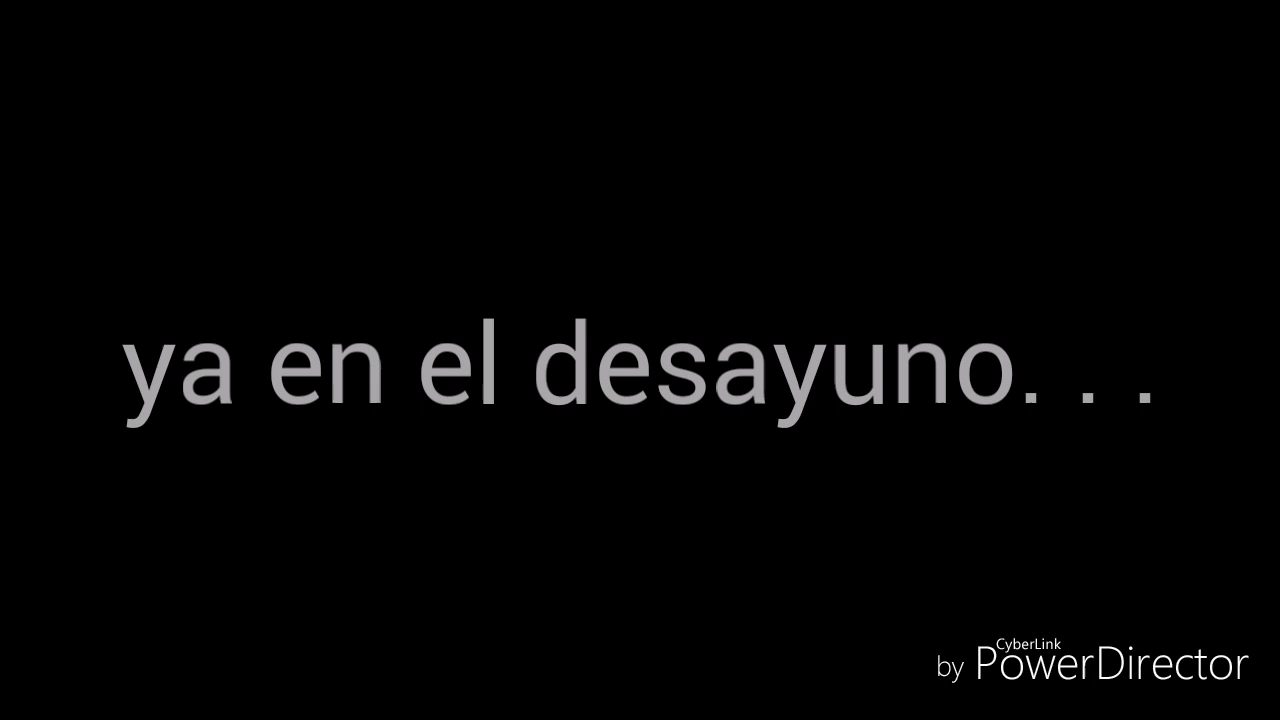 ya en el desayuno. . .
CyberLink
by PowerDirector